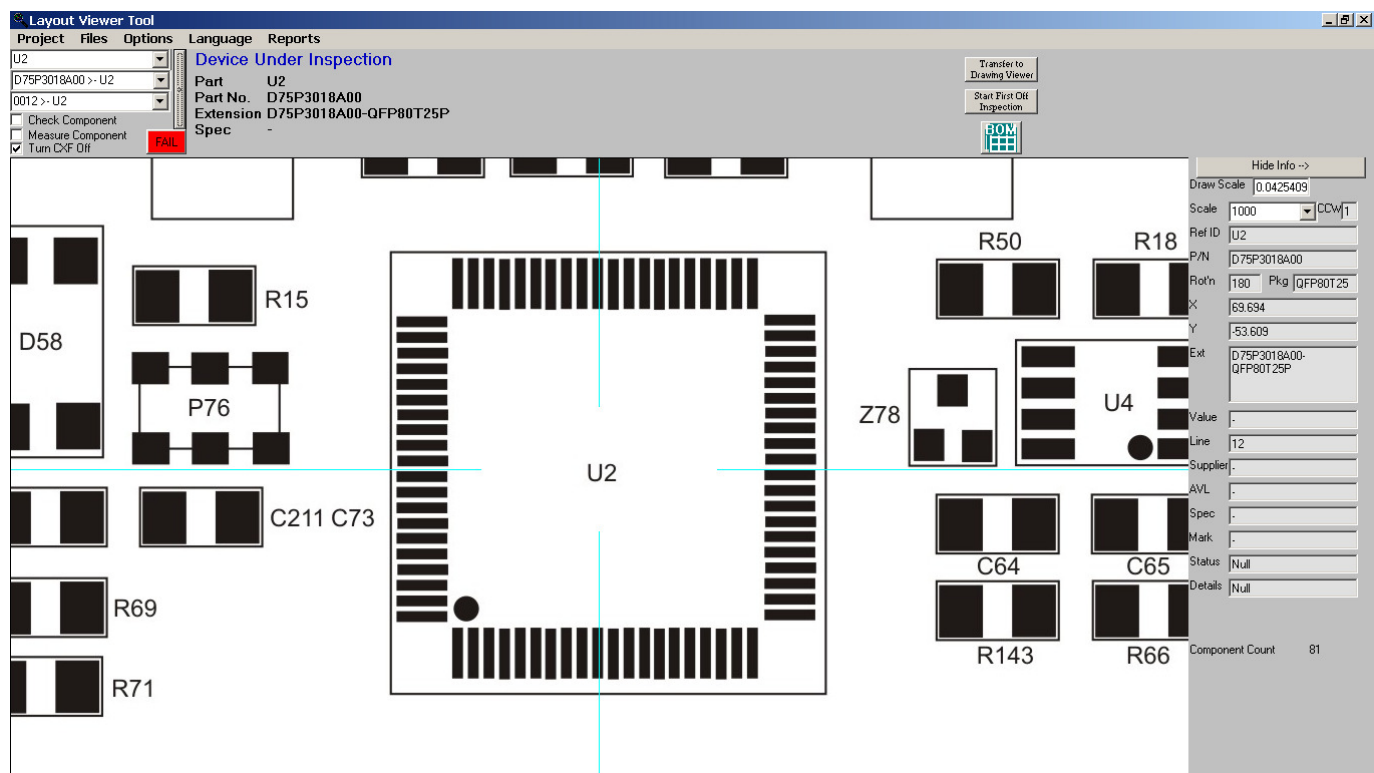 Layout Viewer Tool
Project Files Options Language Reports
U2
D75P3018A00 >- U2
0012 >- U2
Check Component
Measure Component
Turn CXF Off
FAIL
Device Under Inspection
Part U2
Part No. D75P3018A00
Extension D75P3018A00-QFP80T25P
Spec -
Transfer to
Drawing Viewer
Start First Off
Inspection
BOM
Hide Info -->
Draw Scale 0.0425409
Scale 1000 CCW 1
Ref ID U2
P/N D75P3018A00
Rot'n 180 Pkg QFP80T25
X 69.694
Y -53.609
Ext D75P3018A00-
QFP80T25P
Value -
Line 12
Supplier -
AVL -
Spec -
Mark -
Status Null
Details Null
Component Count 81
R50 R18
R15
D58
P76
Z78
U4
U2
C211 C73
C64 C65
R69
R143 R66
R71